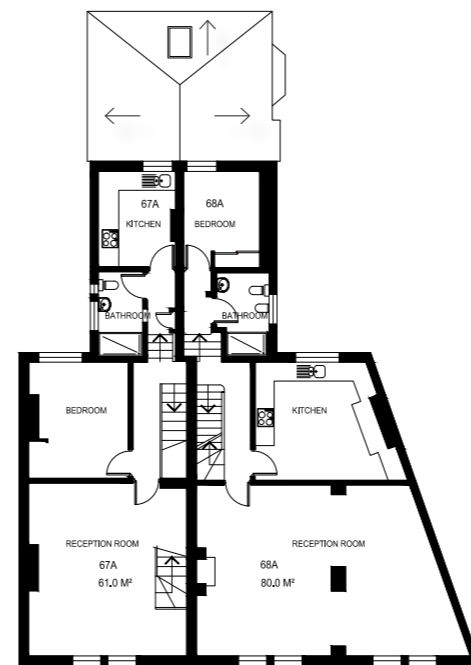 67A
KITCHEN
68A
BEDROOM
BATHROOM
BATHROOM
BEDROOM
KITCHEN
RECEPTION ROOM
67A
61.0 M²
RECEPTION ROOM
68A
80.0 M²